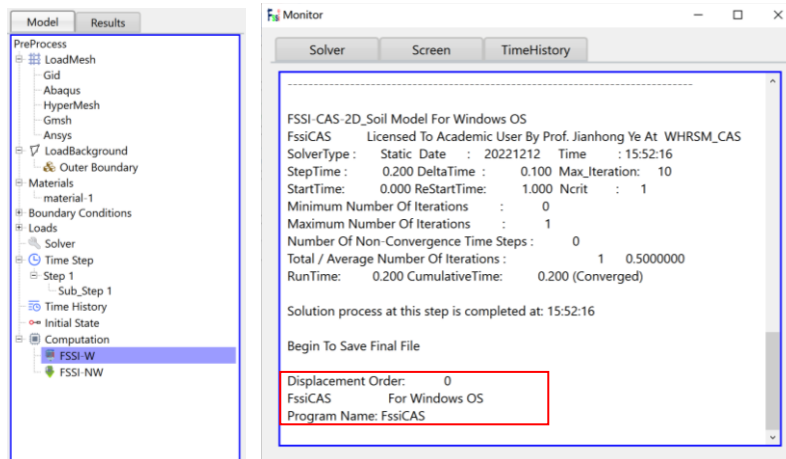 Model
Results
PreProcess
LoadMesh
Gid
Abaqus
HyperMesh
Gmsh
Ansys
LoadBackground
Outer Boundary
Materials
material-1
Boundary Conditions
Loads
Solver
Time Step
Step 1
Sub_Step 1
Time History
Initial State
Computation
FSSI-W
FSSI-NW
Monitor
Solver
Screen
TimeHistory
------------------------------------------------------------------------------
FSSI-CAS-2D_Soil Model For Windows OS
FssiCAS Licensed To Academic User By Prof. Jianhong Ye At WHRSM_CAS
SolverType : Static Date : 20221212 Time : 15:52:16
StepTime : 0.200 DeltaTime : 0.100 Max_Iteration: 10
StartTime: 0.000 ReStartTime: 1.000 Ncrit : 1
Minimum Number Of Iterations : 0
Maximum Number Of Iterations : 1
Number Of Non-Convergence Time Steps : 0
Total / Average Number Of Iterations : 1 0.5000000
RunTime: 0.200 CumulativeTime: 0.200 (Converged)
Solution process at this step is completed at: 15:52:16
Begin To Save Final File
Displacement Order: 0
FssiCAS For Windows OS
Program Name: FssiCAS